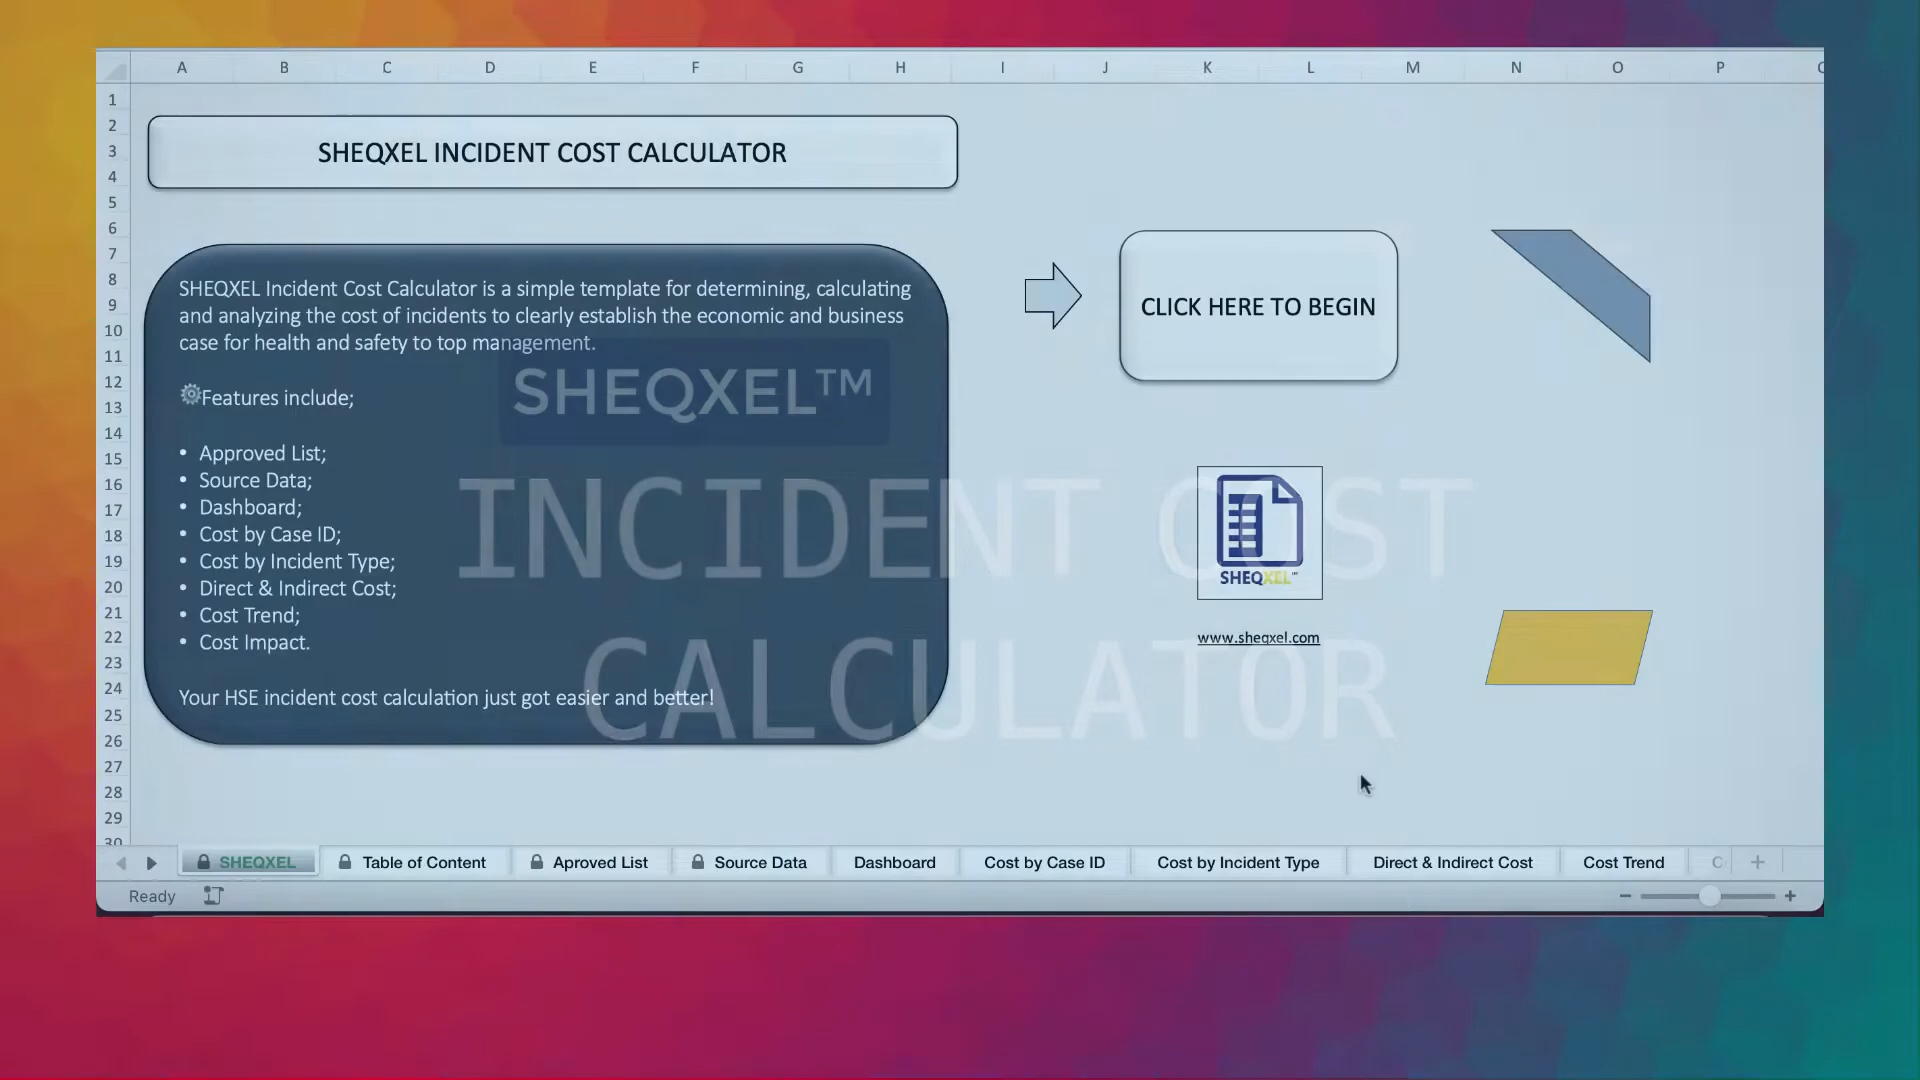 A B C D E F G H I J K L M N O P
1
2
3
4
5
6
7
8
9
10
11
12
13
14
15
16
17
18
19
20
21
22
23
24
25
26
27
28
29
30
SHEQXEL INCIDENT COST CALCULATOR
SHEQXEL Incident Cost Calculator is a simple template for determining, calculating
and analyzing the cost of incidents to clearly establish the economic and business
case for health and safety to top management.
Features include;
• Approved List;
• Source Data;
• Dashboard;
• Cost by Case ID;
• Cost by Incident Type;
• Direct & Indirect Cost;
• Cost Trend;
• Cost Impact.
Your HSE incident cost calculation just got easier and better!
SHEQXEL™
INCIDENT COST
CALCULATOR
CLICK HERE TO BEGIN
SHEQXEL™
www.sheqxel.com
SHEQXEL Table of Content Aproved List Source Data Dashboard Cost by Case ID Cost by Incident Type Direct & Indirect Cost Cost Trend
Ready